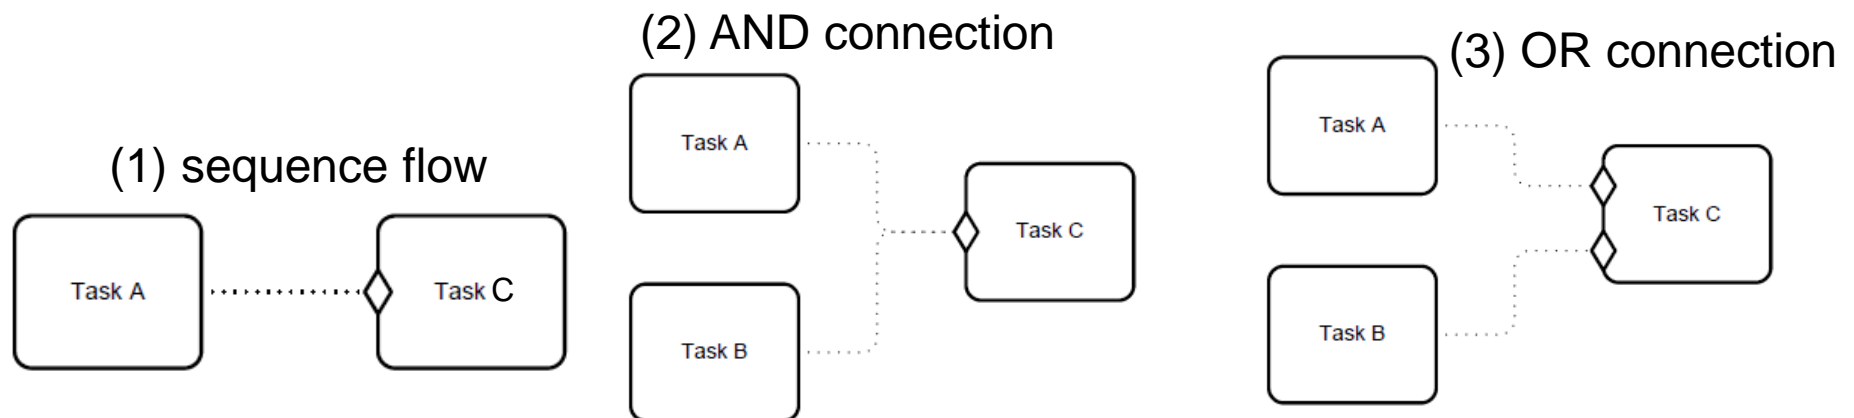 (1) sequence flow
Task A
Task C
(2) AND connection
Task A
Task B
Task C
(3) OR connection
Task A
Task B
Task C